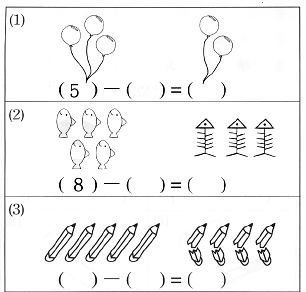 (1)
( 5 ) − ( ) = ( )
(2)
( 8 ) − ( ) = ( )
(3)
( ) − ( ) = ( )